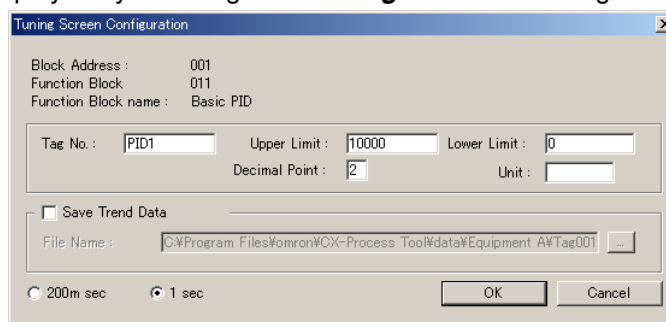 Tuning Screen Configuration
Block Address : 001
Function Block 011
Function Block name : Basic PID
Tag No. : PID1 Upper Limit : 10000 Lower Limit : 0
Decimal Point : 2 Unit :
Save Trend Data
File Name : C:¥Program Files¥omron¥CX-Process Tool¥data¥Equipment A¥Tag001 ...
200m sec 1 sec OK Cancel